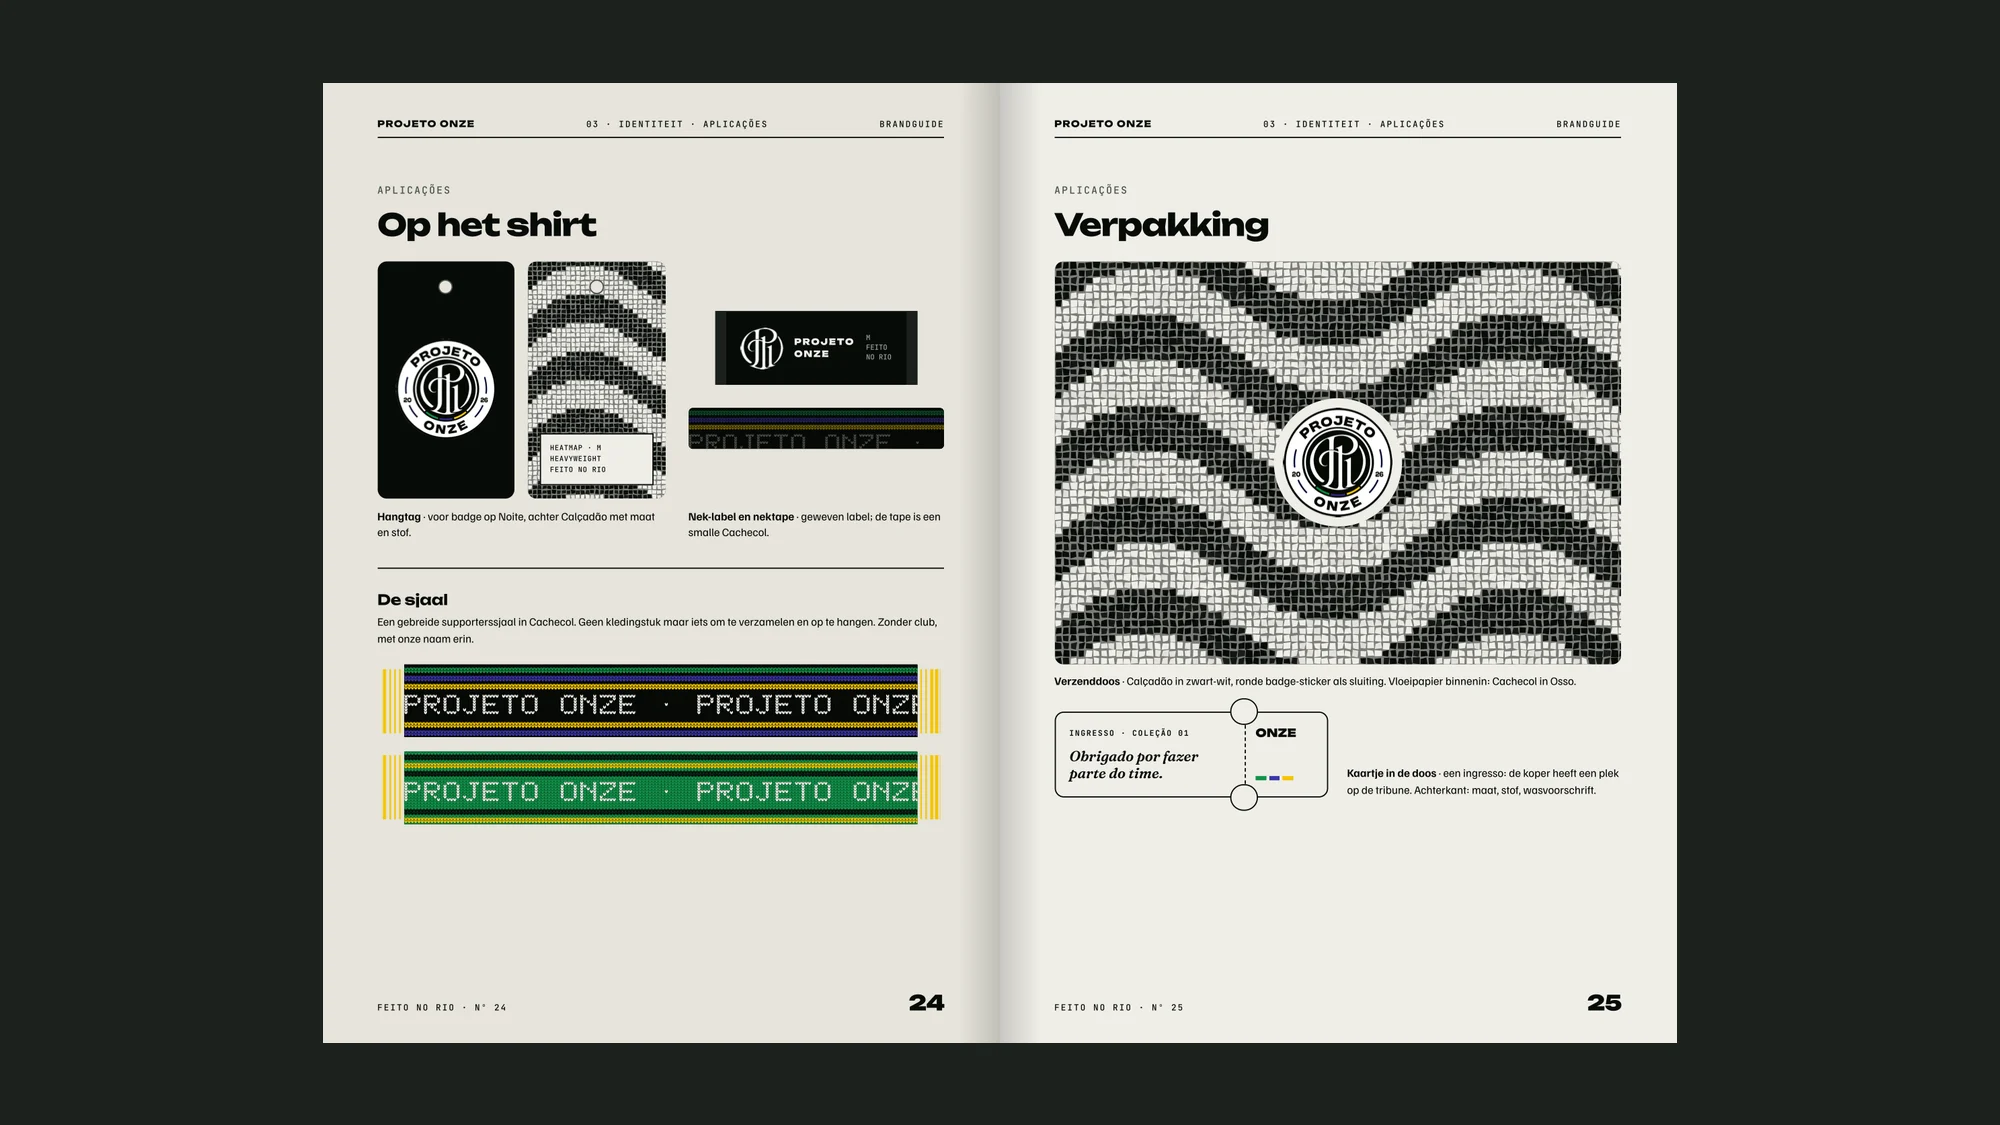 PROJETO ONZE
03 · IDENTITEIT · APLICAÇÕES
BRANDGUIDE
APLICAÇÕES
Op het shirt
PROJETO
20 26
ONZE
HEATMAP · M
HEAVYWEIGHT
FEITO NO RIO
PROJETO
ONZE
M
FEITO
NO RIO
PROJETO ONZE ·
Hangtag · voor badge op Noite, achter Calçadão met maat
en stof.
Nek-label en nektape · geweven label; de tape is een
smalle Cachecol.
De sjaal
Een gebreide supporterssjaal in Cachecol. Geen kledingstuk maar iets om te verzamelen en op te hangen. Zonder club,
met onze naam erin.
PROJETO ONZE · PROJETO ONZE
PROJETO ONZE · PROJETO ONZE
FEITO NO RIO · N° 24
24
PROJETO ONZE
03 · IDENTITEIT · APLICAÇÕES
BRANDGUIDE
APLICAÇÕES
Verpakking
PROJETO
20 26
ONZE
Verzenddoos · Calçadão in zwart-wit, ronde badge-sticker als sluiting. Vloeipapier binnenin: Cachecol in Osso.
INGRESSO · COLEÇÃO 01
Obrigado por fazer
parte do time.
ONZE
Kaartje in de doos · een ingresso: de koper heeft een plek
op de tribune. Achterkant: maat, stof, wasvoorschrift.
FEITO NO RIO · N° 25
25